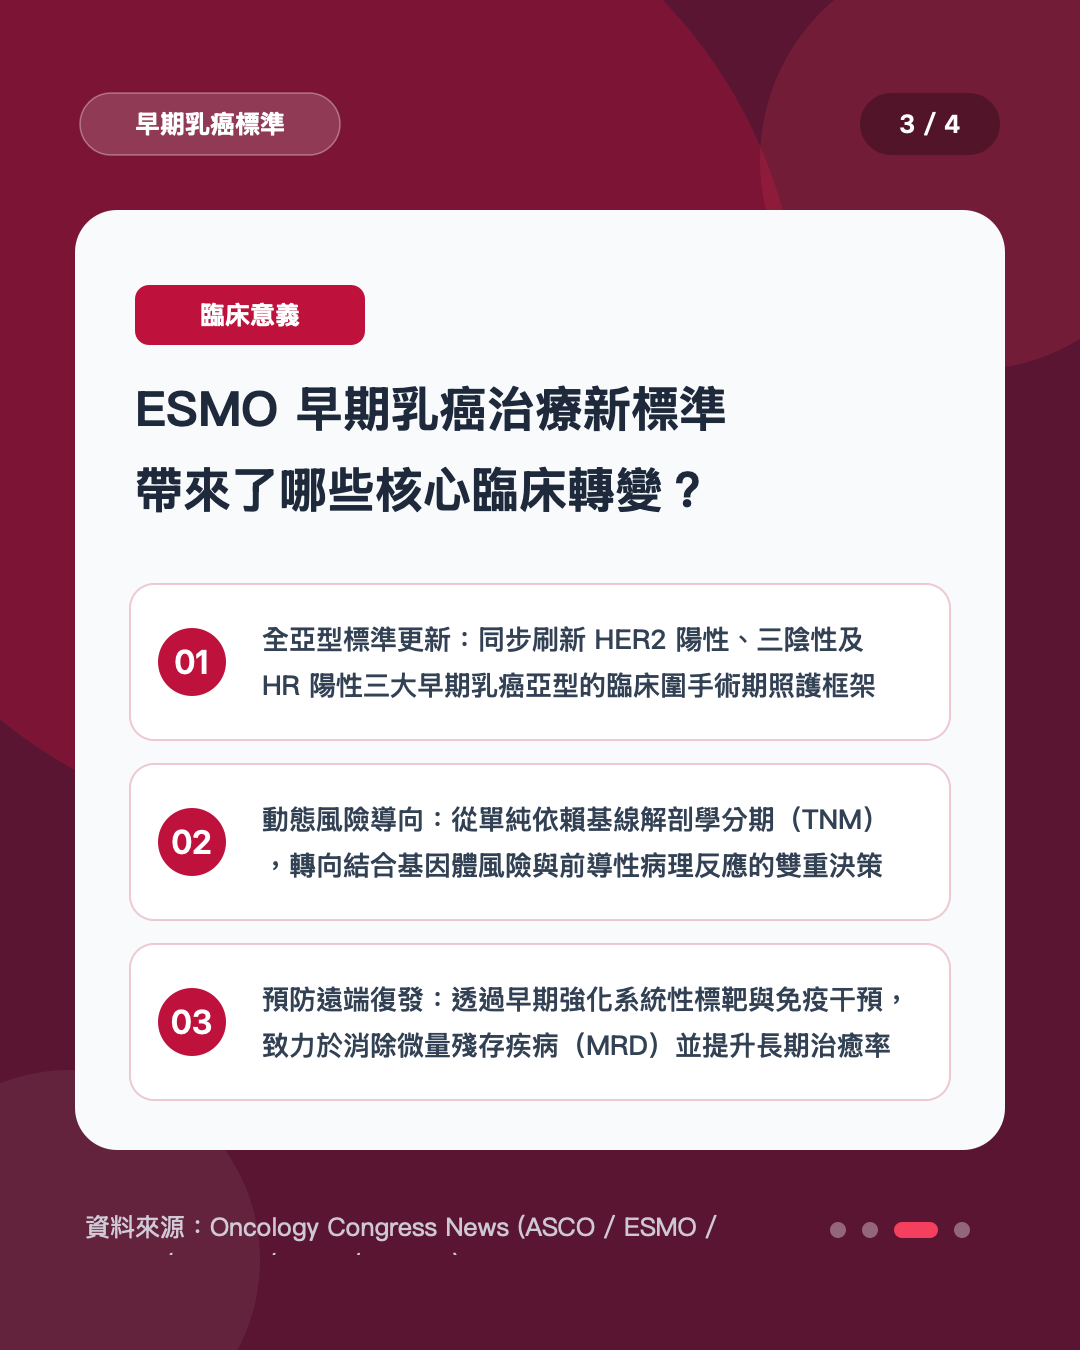 早期乳癌標準
3 / 4
臨床意義
ESMO 早期乳癌治療新標準
帶來了哪些核心臨床轉變？
01
全亞型標準更新：同步刷新 HER2 陽性、三陰性及
HR 陽性三大早期乳癌亞型的臨床圍手術期照護框架
02
動態風險導向：從單純依賴基線解剖學分期（TNM）
，轉向結合基因體風險與前導性病理反應的雙重決策
03
預防遠端復發：透過早期強化系統性標靶與免疫干預，
致力於消除微量殘存疾病（MRD）並提升長期治癒率
資料來源：Oncology Congress News (ASCO / ESMO /